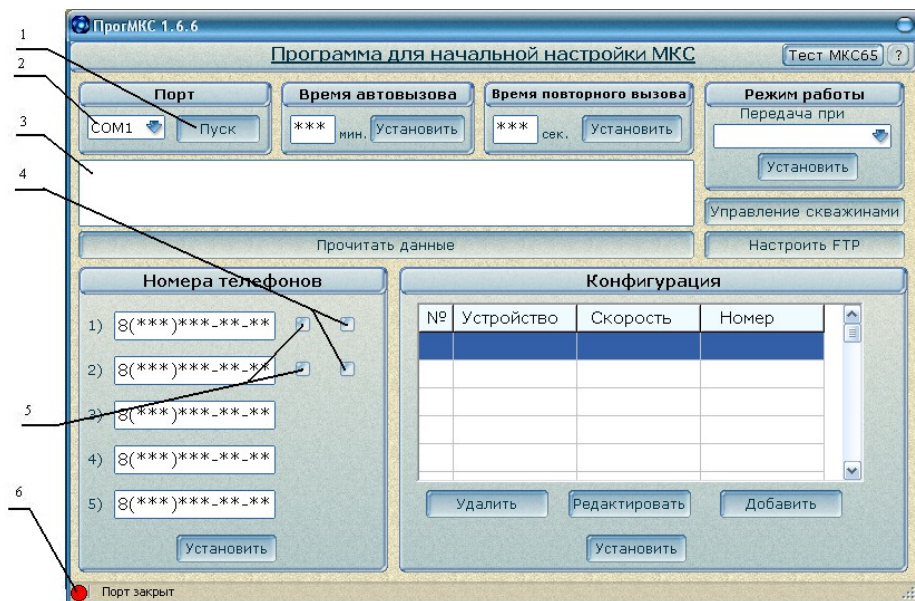 ПрогМКС 1.6.6
Программа для начальной настройки МКС
Тест МКС65
?
1
2
3
4
5
6
Порт
COM1
Пуск
Время автовызова
***
мин.
Установить
Время повторного вызова
***
сек.
Установить
Режим работы
Передача при
Установить
Управление скважинами
Прочитать данные
Настроить FTP
Номера телефонов
1) 8(***)***-**-**
2) 8(***)***-**-**
3) 8(***)***-**-**
4) 8(***)***-**-**
5) 8(***)***-**-**
Установить
Конфигурация
№ Устройство Скорость Номер
Удалить Редактировать Добавить
Установить
Порт закрыт